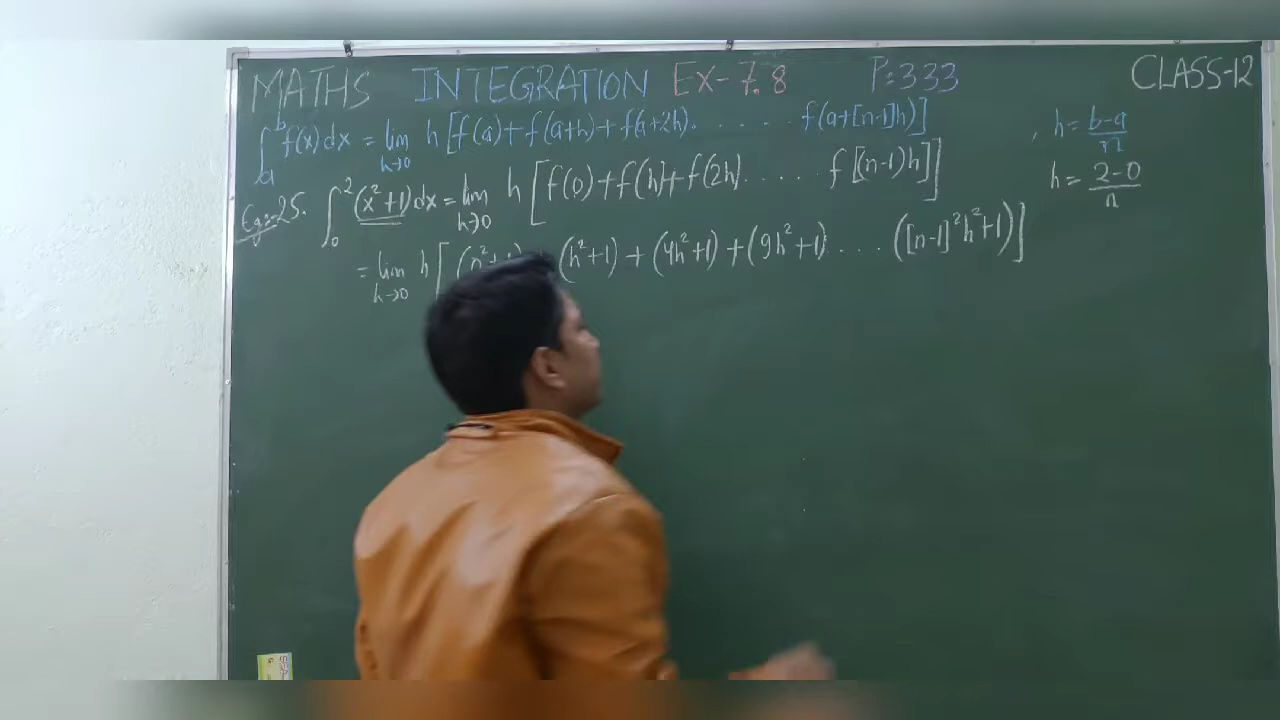 MATHS INTEGRATION EX-7.8 P:333 CLASS-12
∫ₐᵇ f(x)dx = lim h→0 h[f(a)+f(a+h)+f(a+2h)..... f(a+[n-1]h)] , h = b-a/n
Eg:-25. ∫₀² (x²+1)dx = lim h→0 h[f(0)+f(h)+f(2h)..... f[(n-1)h]] h = 2-0/n
= lim h→0 h[ (h²+1) + (4h²+1) + (9h²+1).... ([n-1]²h²+1)]